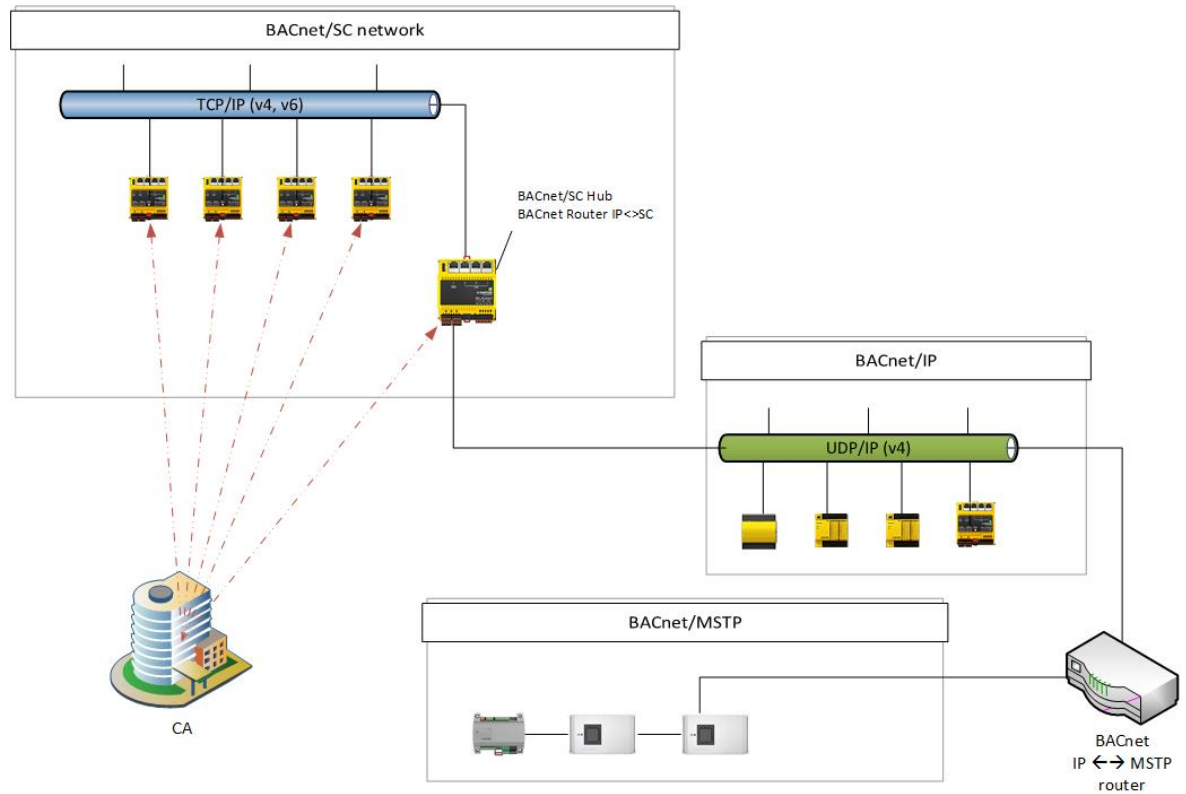 BACnet/SC network
TCP/IP (v4, v6)
BACnet/SC Hub
BACnet Router IP<>SC
BACnet/IP
UDP/IP (v4)
BACnet/MSTP
CA
BACnet
IP ←→ MSTP
router